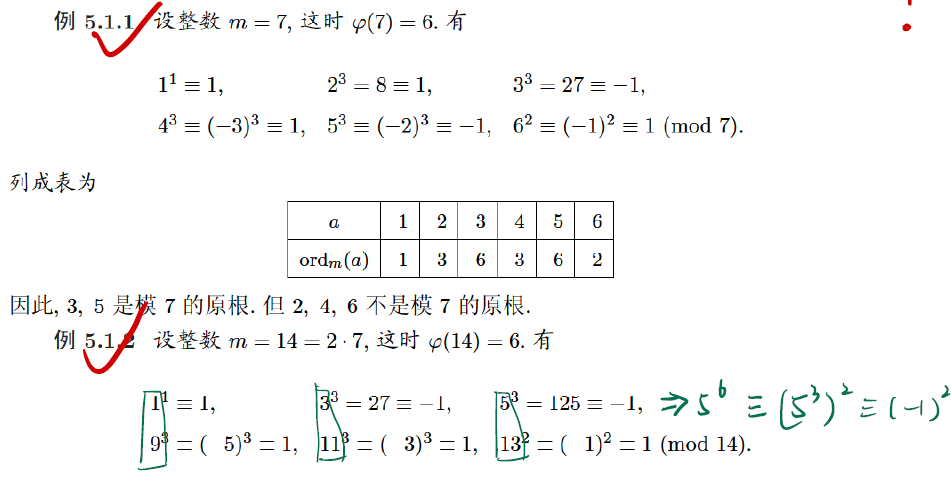 例 5.1.1 设整数 m = 7, 这时 φ(7) = 6. 有
!
1¹ ≡ 1, 2³ = 8 ≡ 1, 3³ = 27 ≡ −1,
4³ ≡ (−3)³ ≡ 1, 5³ ≡ (−2)³ ≡ −1, 6² ≡ (−1)² ≡ 1 (mod 7).
列成表为
a 1 2 3 4 5 6
ordₘ(a) 1 3 6 3 6 2
因此, 3, 5 是模 7 的原根. 但 2, 4, 6 不是模 7 的原根.
例 5.1.2 设整数 m = 14 = 2 · 7, 这时 φ(14) = 6. 有
1¹ ≡ 1, 3³ = 27 ≡ −1, 5³ = 125 ≡ −1, ⇒ 5⁶ ≡ (5³)² ≡ (−1)²
9³ = ( 5)³ = 1, 11³ = ( 3)³ = 1, 13² = ( 1)² = 1 (mod 14).